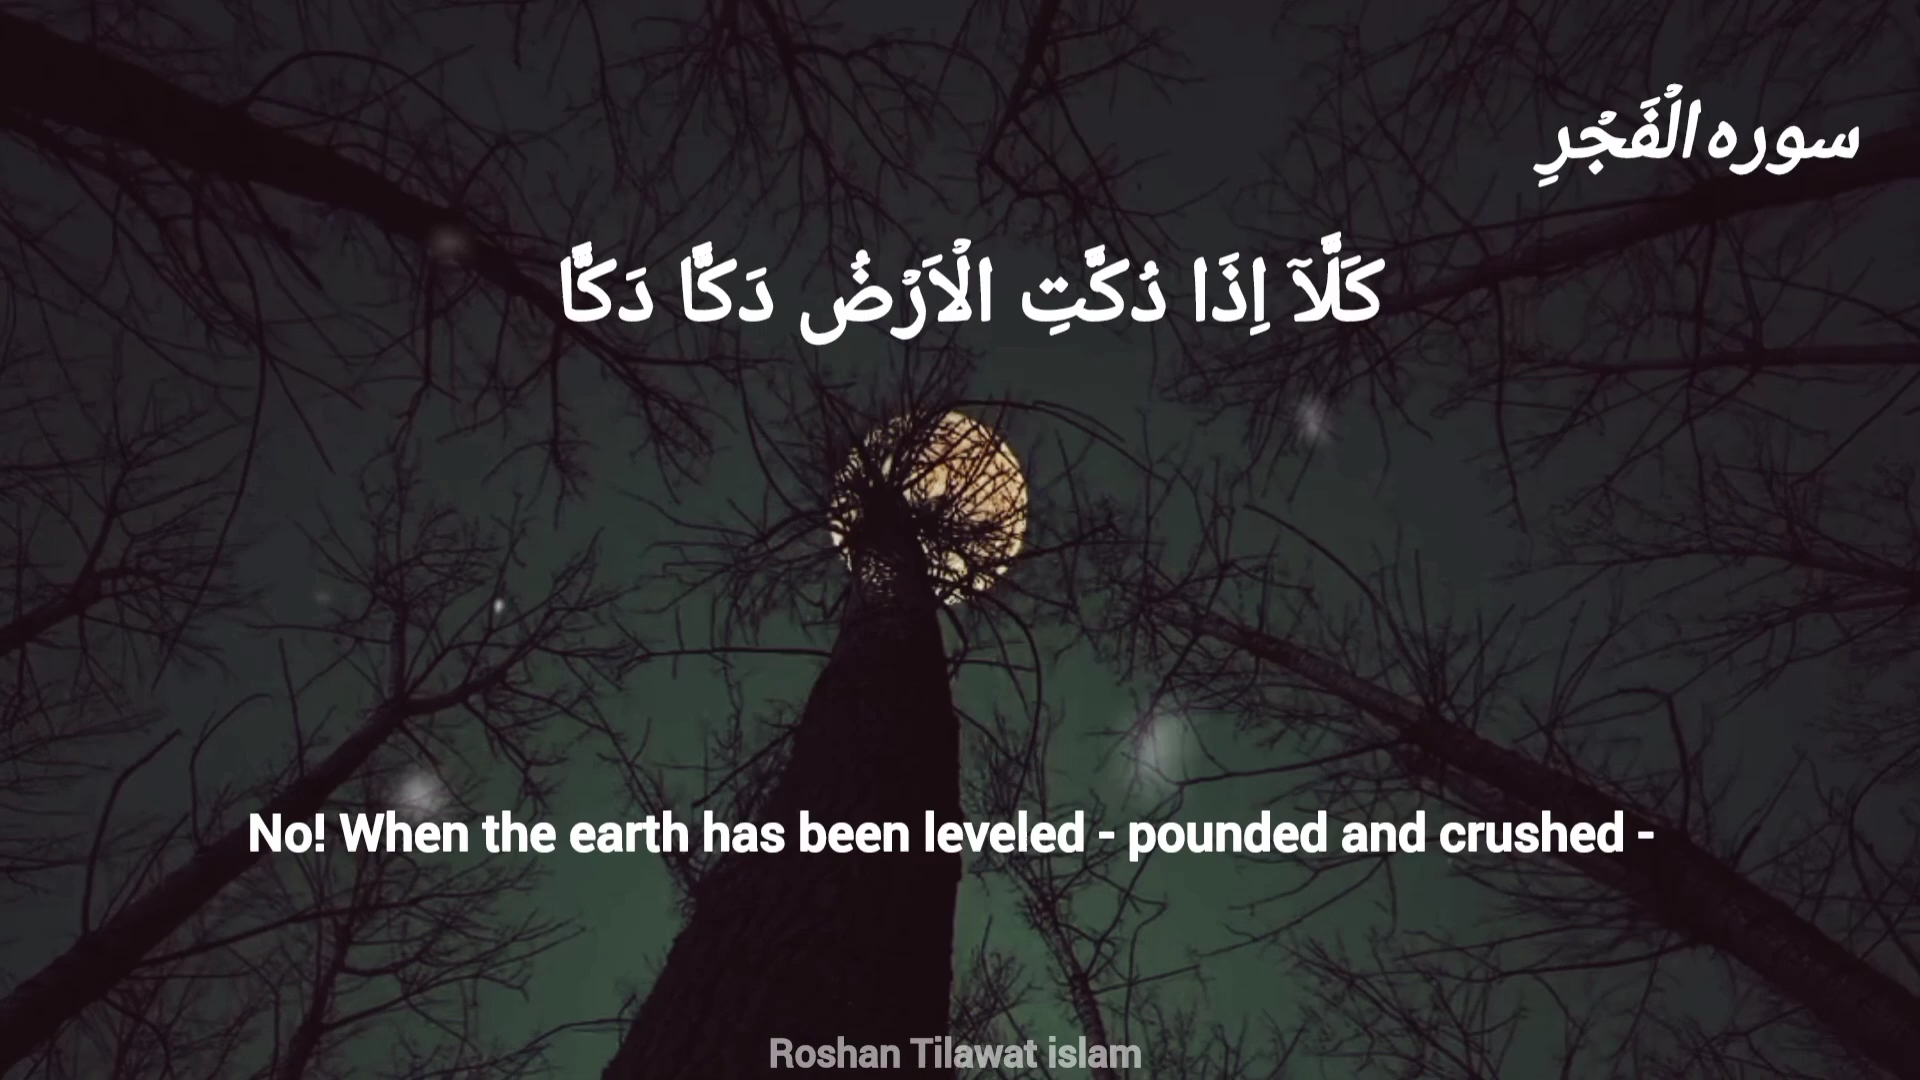 سوره الْفَجْرِ
كَلَّاۤ اِذَا دُكَّتِ الْاَرْضُ دَكًّا دَكًّا
No! When the earth has been leveled - pounded and crushed -
Roshan Tilawat islam